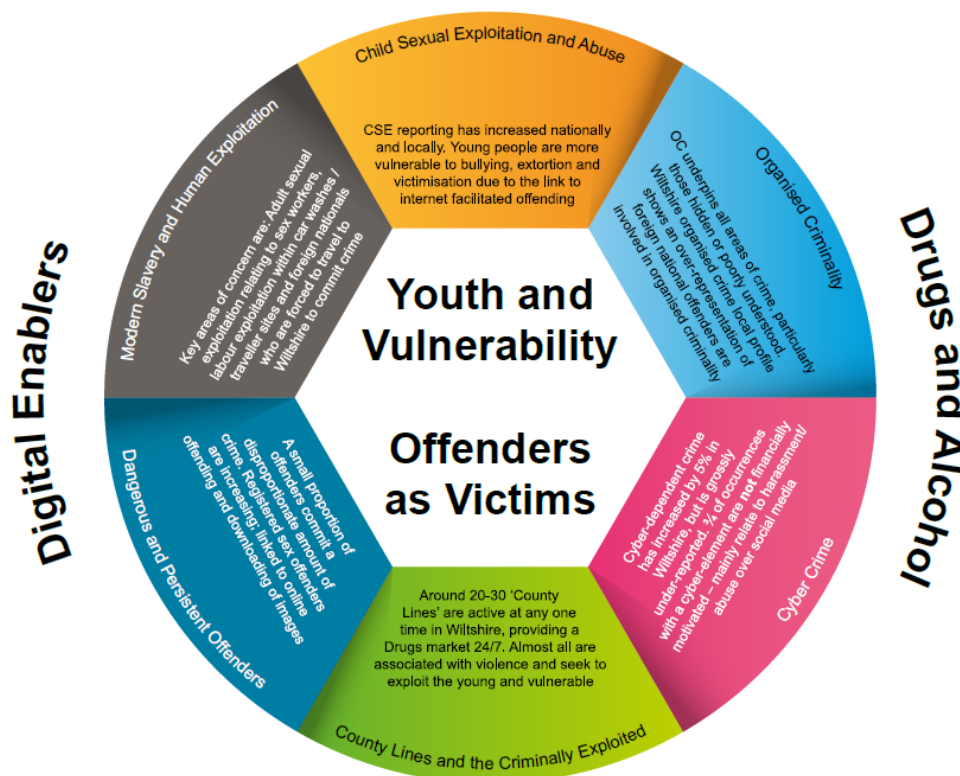 Child Sexual Exploitation and Abuse
CSE reporting has increased nationally
and locally. Young people are more
vulnerable to bullying, extortion and
victimisation due to the link to
internet facilitated offending
Organised Criminality
OC underpins all areas of crime, particularly
those hidden or poorly understood.
Wiltshire organised crime local profile
shows an over-representation of
foreign national offenders are
involved in organised criminality
Cyber Crime
Cyber-dependent crime
has increased by 5% in
Wiltshire, but is grossly
under-reported. ¾ of occurrences
with a cyber-element are not financially
motivated – mainly relate to harassment/
abuse over social media
County Lines and the Criminally Exploited
Around 20-30 ‘County
Lines’ are active at any one
time in Wiltshire, providing a
Drugs market 24/7. Almost all are
associated with violence and seek to
exploit the young and vulnerable
Dangerous and Persistent Offenders
A small proportion of
offenders commit a
disproportionate amount of
crime. Registered sex offenders
are increasing; linked to online
offending and downloading of images
Modern Slavery and Human Exploitation
Key areas of concern are: Adult sexual
exploitation relating to sex workers,
labour exploitation within car washes /
traveller sites and foreign nationals
who are forced to travel to
Wiltshire to commit crime
Youth and
Vulnerability
Offenders
as Victims
Digital Enablers
Drugs and Alcohol